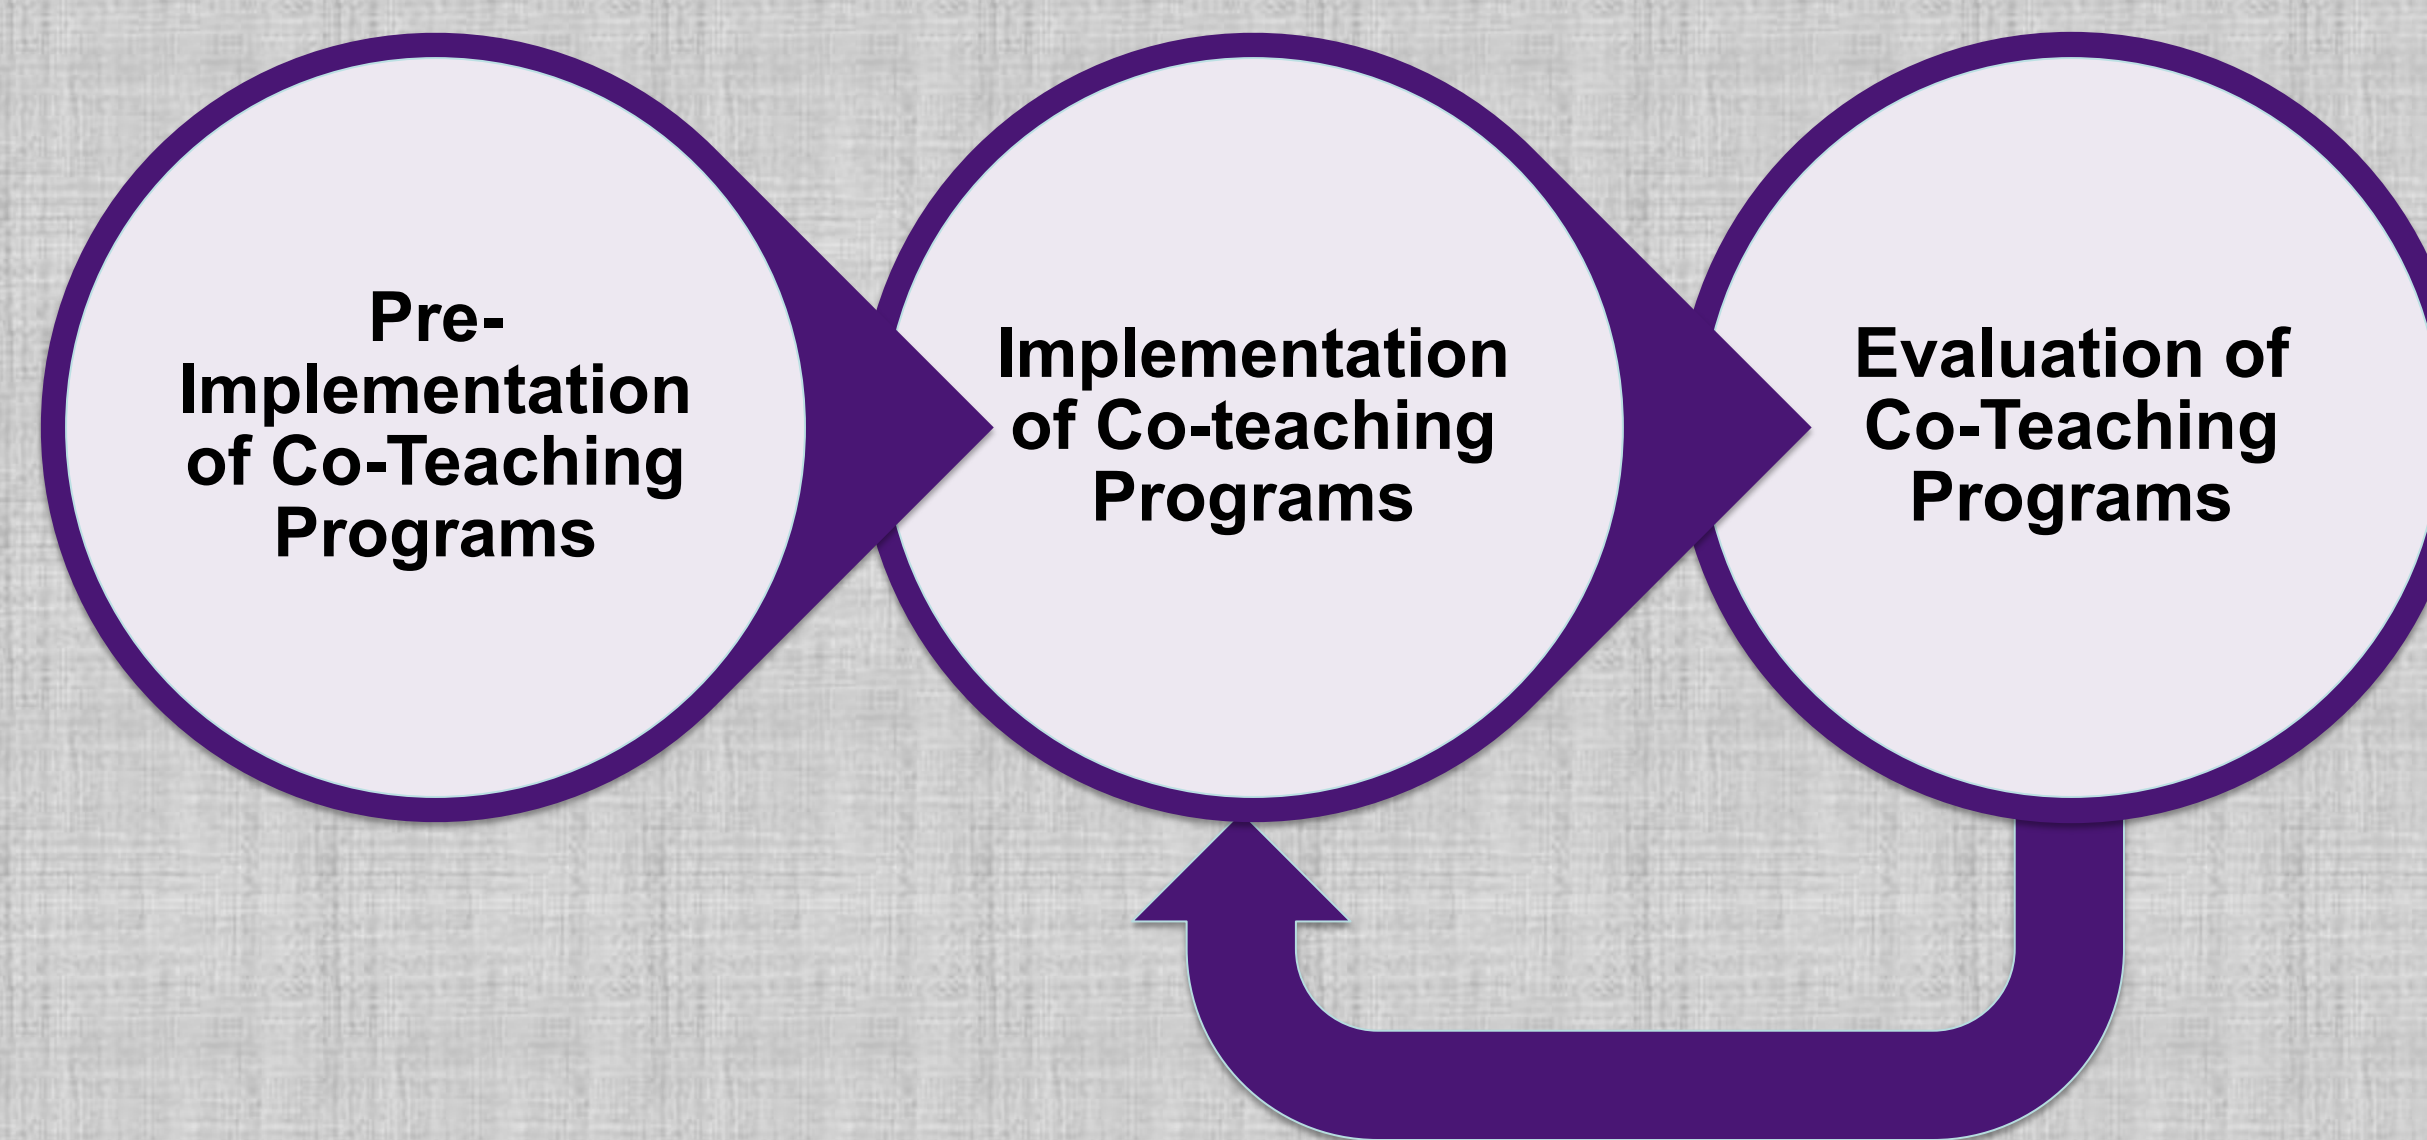 Pre-
Implementation
of Co-Teaching
Programs
Implementation
of Co-teaching
Programs
Evaluation of
Co-Teaching
Programs